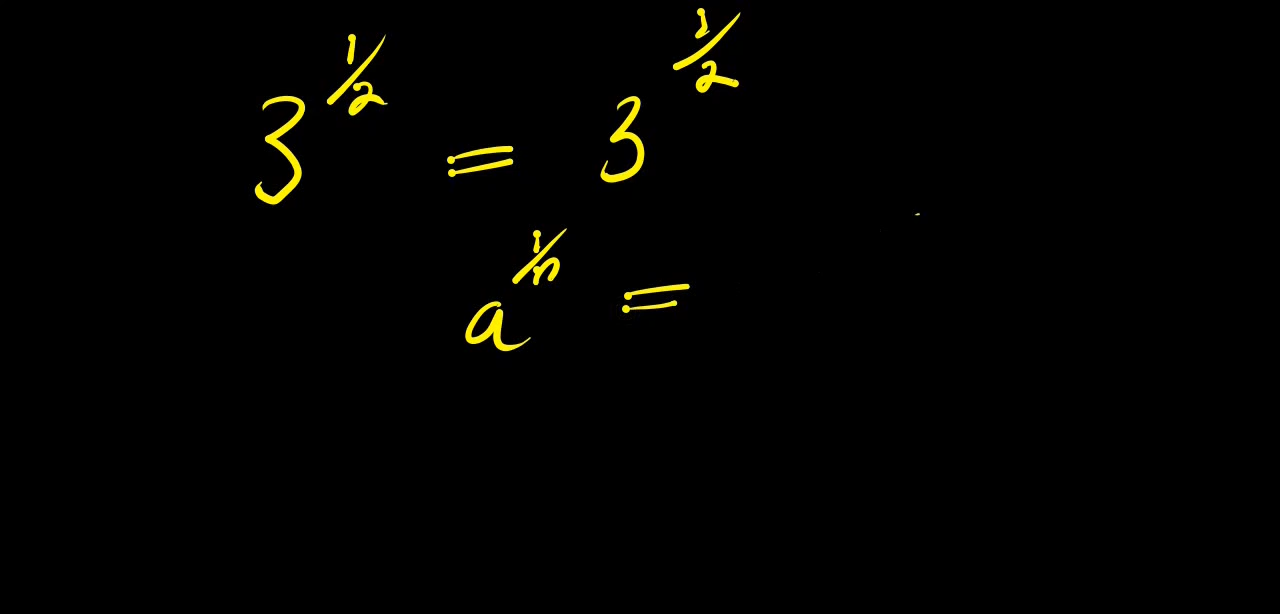 3^{1/2} = 3^{1/2}
a^{1/n} =